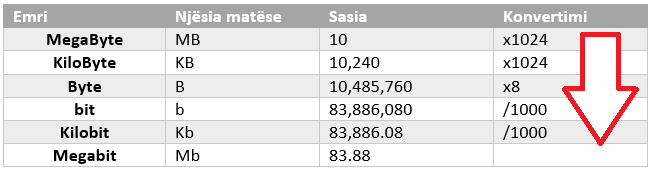 Emri Njësia matëse Sasia Konvertimi
MegaByte MB 10 x1024
KiloByte KB 10,240 x1024
Byte B 10,485,760 x8
bit b 83,886,080 /1000
Kilobit Kb 83,886.08 /1000
Megabit Mb 83.88